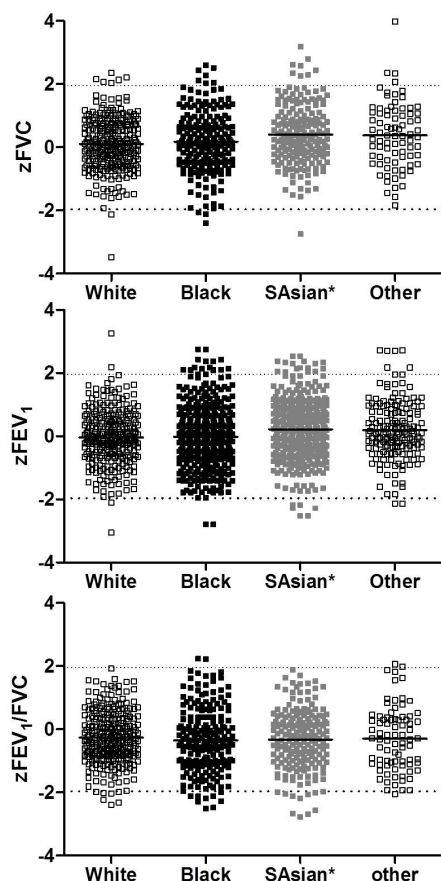 zFVC
4
2
0
-2
-4
White Black SAsian* Other
zFEV1
4
2
0
-2
-4
White Black SAsian* Other
zFEV1/FVC
4
2
0
-2
-4
White Black SAsian* other